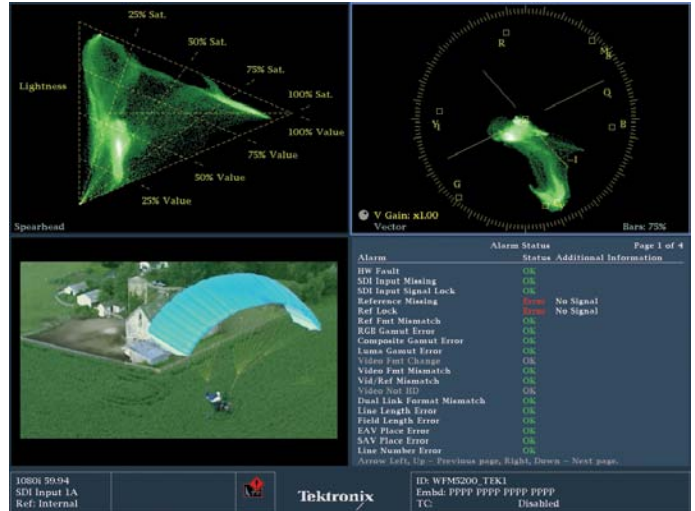 25% Sat.
50% Sat.
75% Sat.
100% Sat.
Lightness
100% Value
75% Value
50% Value
25% Value
Spearhead
R
Q
B
I
G
V Gain: x1.00
Vector
Bars: 75%
Alarm Status Page 1 of 4
Alarm Status Additional Information
HW Fault OK
SDI Input Missing OK
SDI Input Signal Lock OK
Reference Missing Error No Signal
Ref Lock Error No Signal
Ref Fmt Mismatch OK
RGB Gamut Error OK
Composite Gamut Error OK
Luma Gamut Error OK
Video Fmt Change OK
Video Fmt Mismatch OK
Vid/Ref Mismatch OK
Video Not HD OK
Dual Link Format Mismatch OK
Line Length Error OK
Field Length Error OK
EAV Place Error OK
SAV Place Error OK
Line Number Error OK
Arrow Left, Up - Previous page, Right, Down - Next page.
1080i 59.94
SDI Input 1A
Ref: Internal
Tektronix
ID: WFM5200_TEK1
Embd: PPPP PPPP PPPP PPPP
TC: Disabled